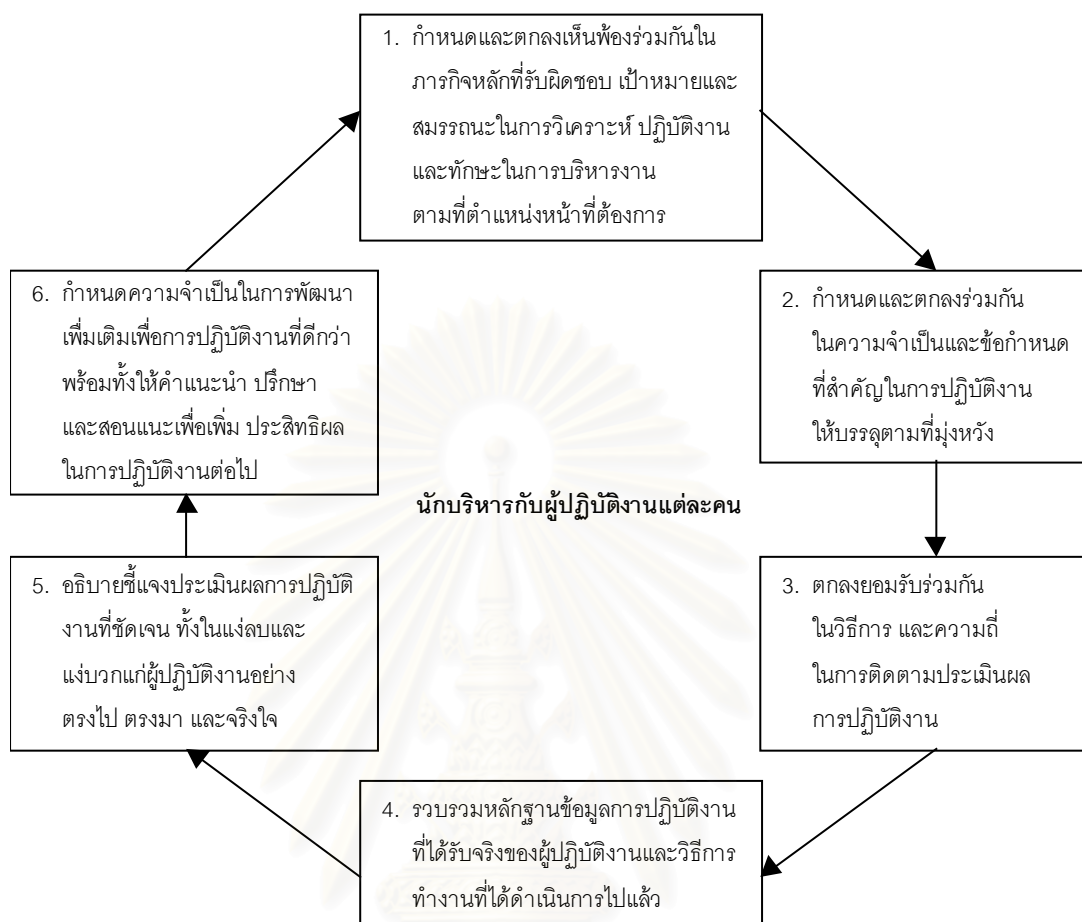 1. กำหนดและตกลงเห็นพ้องร่วมกันใน
ภารกิจหลักที่รับผิดชอบ เป้าหมายและ
สมรรถนะในการวิเคราะห์ ปฏิบัติงาน
และทักษะในการบริหารงาน
ตามที่ตำแหน่งหน้าที่ต้องการ
2. กำหนดและตกลงร่วมกัน
ในความจำเป็นและข้อกำหนด
ที่สำคัญในการปฏิบัติงาน
ให้บรรลุตามที่มุ่งหวัง
3. ตกลงยอมรับร่วมกัน
ในวิธีการ และความถี่
ในการติดตามประเมินผล
การปฏิบัติงาน
4. รวบรวมหลักฐานข้อมูลการปฏิบัติงาน
ที่ได้รับจริงของผู้ปฏิบัติงานและวิธีการ
ทำงานที่ได้ดำเนินการไปแล้ว
5. อธิบายชี้แจงประเมินผลการปฏิบัติ
งานที่ชัดเจน ทั้งในแง่ลบและ
แง่บวกแก่ผู้ปฏิบัติงานอย่าง
ตรงไป ตรงมา และจริงใจ
6. กำหนดความจำเป็นในการพัฒนา
เพื่มเติมเพื่อการปฏิบัติงานที่ดีกว่า
พร้อมทั้งให้คำแนะนำ ปรึกษา
และสอนแนะเพื่อเพิ่ม ประสิทธิผล
ในการปฏิบัติงานต่อไป
นักบริหารกับผู้ปฏิบัติงานแต่ละคน